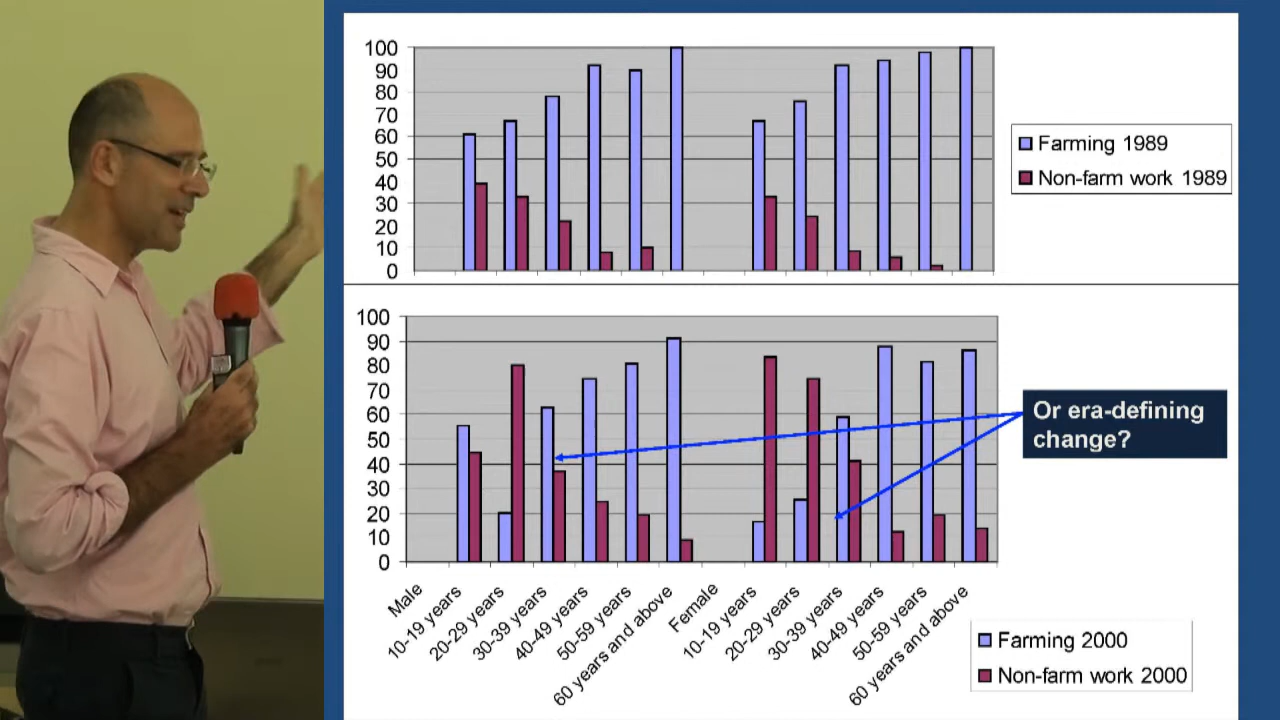 100
90
80
70
60
50
40
30
20
10
0
Farming 1989
Non-farm work 1989
100
90
80
70
60
50
40
30
20
10
0
Or era-defining
change?
Male
10-19 years
20-29 years
30-39 years
40-49 years
50-59 years
60 years and above
Female
10-19 years
20-29 years
30-39 years
40-49 years
50-59 years
60 years and above
Farming 2000
Non-farm work 2000